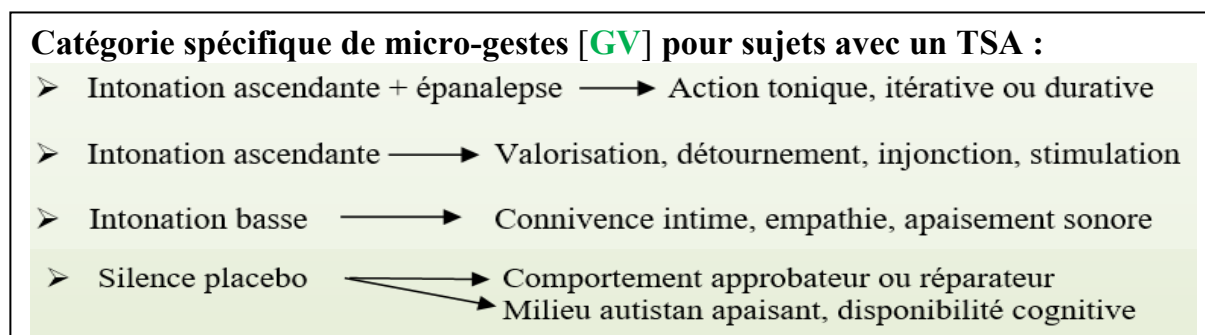 Catégorie spécifique de micro-gestes [GV] pour sujets avec un TSA :
➢ Intonation ascendante + épanalepse → Action tonique, itérative ou durative
➢ Intonation ascendante → Valorisation, détournement, injonction, stimulation
➢ Intonation basse → Connivence intime, empathie, apaisement sonore
➢ Silence placebo → Comportement approbateur ou réparateur
→ Milieu autistan apaisant, disponibilité cognitive